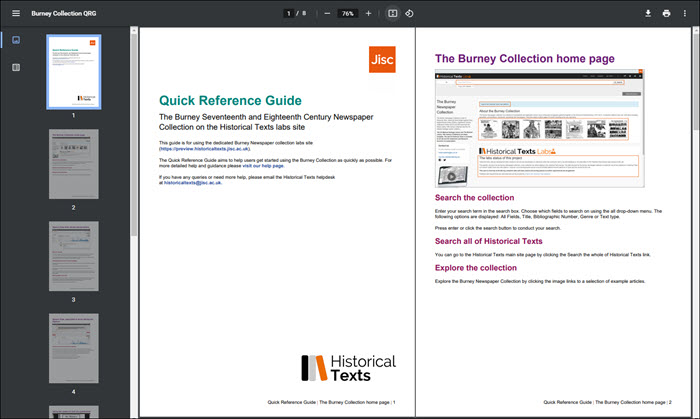 Burney Collection QRG
1 / 8
76%
1
2
3
4
Jisc
Quick Reference Guide
The Burney Seventeenth and Eighteenth Century Newspaper
Collection on the Historical Texts labs site
This guide is for using the dedicated Burney Newspaper collection labs site
(https://preview.historicaltexts.jisc.ac.uk).
The Quick Reference Guide aims to help users get started using the Burney Collection as quickly as possible. For
more detailed help and guidance please visit our help page.
If you have any queries or need more help, please email the Historical Texts helpdesk
at historicaltexts@jisc.ac.uk.
Historical
Texts
Quick Reference Guide : The Burney Collection home page : 1
The Burney Collection home page
Historical Texts Labs
The Burney
Newspaper
Collection
About the Burney Collection
Historical Texts Labs
The labs status of this project
Search the collection
Enter your search term in the search box. Choose which fields to search on using the all drop-down menu. The
following options are displayed: All Fields, Title, Bibliographic Number, Genre or Text type.
Press enter or click the search button to conduct your search.
Search all of Historical Texts
You can go to the Historical Texts main site page by clicking the Search the whole of Historical Texts link.
Explore the collection
Explore the Burney Newspaper Collection by clicking the image links to a selection of example articles.
Quick Reference Guide : The Burney Collection home page : 2